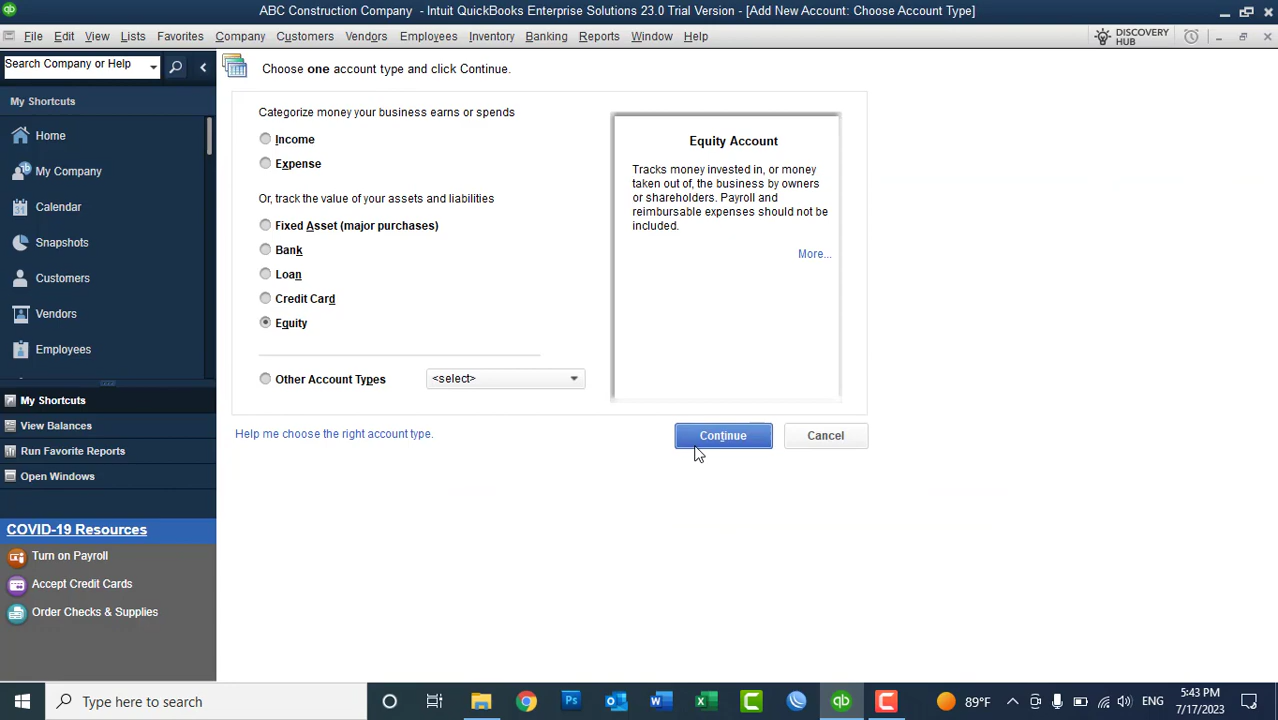 ABC Construction Company - Intuit QuickBooks Enterprise Solutions 23.0 Trial Version - [Add New Account: Choose Account Type]
File Edit View Lists Favorites Company Customers Vendors Employees Inventory Banking Reports Window Help
DISCOVERY
HUB
Search Company or Help
Choose one account type and click Continue.
My Shortcuts
Home
My Company
Calendar
Snapshots
Customers
Vendors
Employees
My Shortcuts
View Balances
Run Favorite Reports
Open Windows
COVID-19 Resources
Turn on Payroll
Accept Credit Cards
Order Checks & Supplies
Categorize money your business earns or spends
Income
Expense
Or, track the value of your assets and liabilities
Fixed Asset (major purchases)
Bank
Loan
Credit Card
Equity
Other Account Types <select>
Equity Account
Tracks money invested in, or money
taken out of, the business by owners
or shareholders. Payroll and
reimbursable expenses should not be
included.
More...
Help me choose the right account type.
Continue
Cancel
Type here to search
89°F
ENG
5:43 PM
7/17/2023